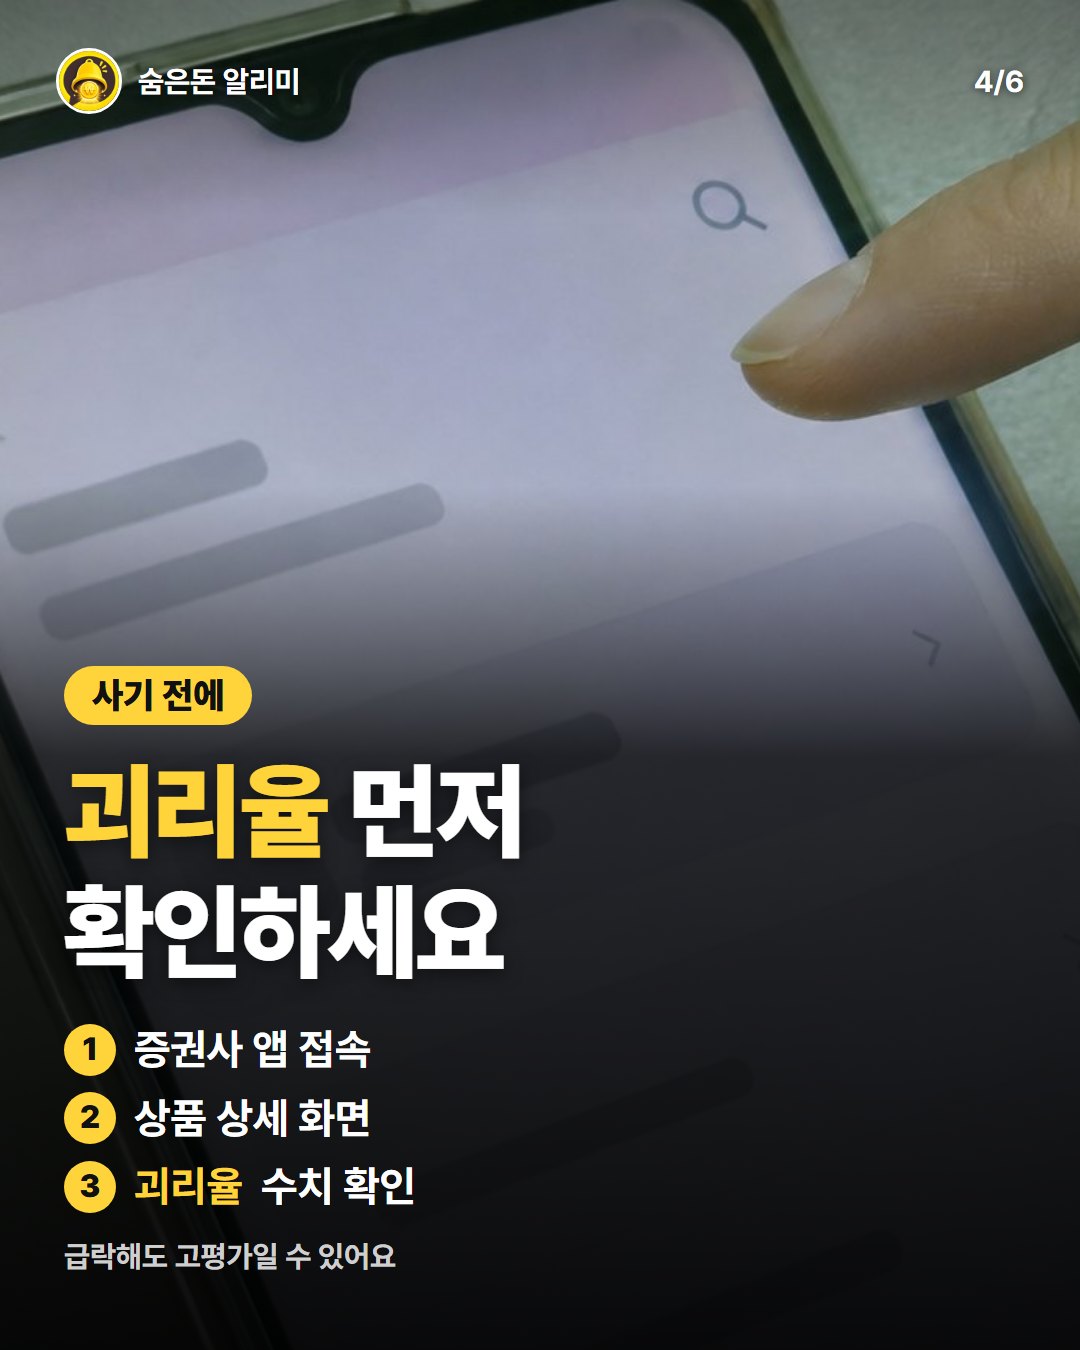 숨은돈 알리미
4/6
사기 전에
괴리율 먼저
확인하세요
1 증권사 앱 접속
2 상품 상세 화면
3 괴리율 수치 확인
급락해도 고평가일 수 있어요